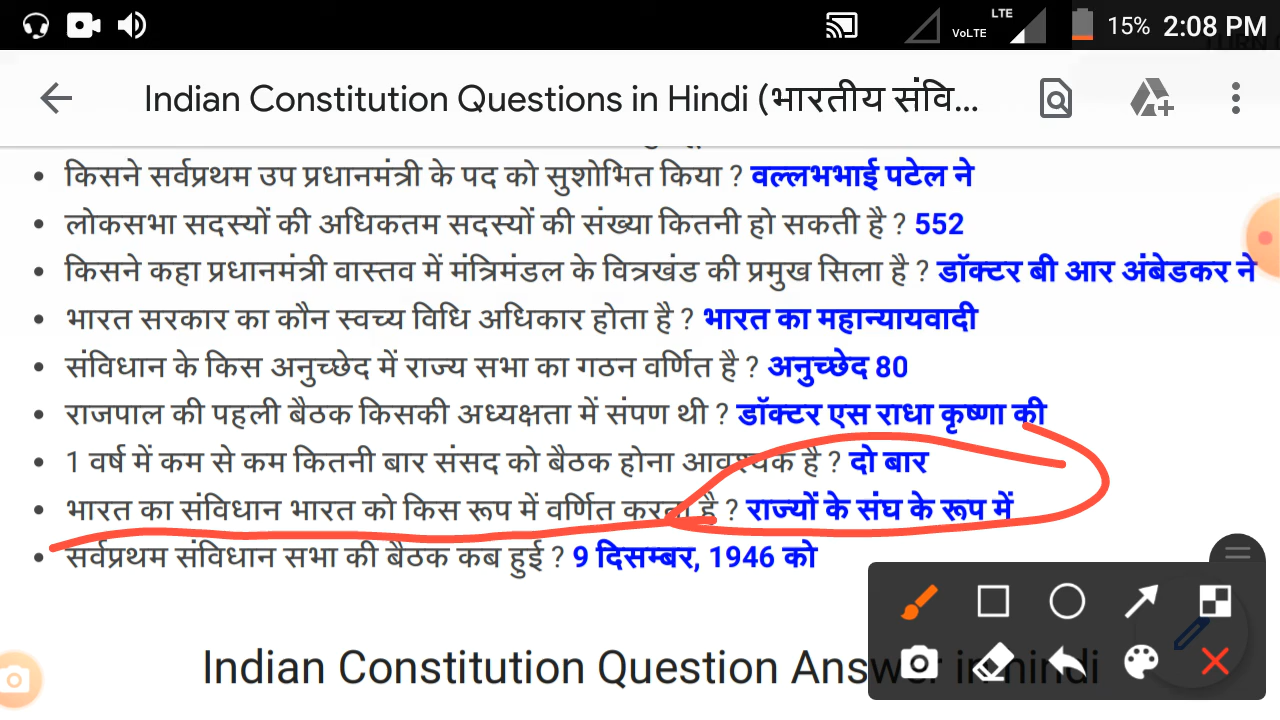 VoLTE LTE 15% 2:08 PM
Indian Constitution Questions in Hindi (भारतीय संवि...
किसने सर्वप्रथम उप प्रधानमंत्री के पद को सुशोभित किया ? वल्लभभाई पटेल ने
लोकसभा सदस्यों की अधिकतम सदस्यों की संख्या कितनी हो सकती है ? 552
किसने कहा प्रधानमंत्री वास्तव में मंत्रिमंडल के वित्रखंड की प्रमुख सिला है ? डॉक्टर बी आर अंबेडकर ने
भारत सरकार का कौन स्वच्य विधि अधिकार होता है ? भारत का महान्यायवादी
संविधान के किस अनुच्छेद में राज्य सभा का गठन वर्णित है ? अनुच्छेद 80
राजपाल की पहली बैठक किसकी अध्यक्षता में संपण थी ? डॉक्टर एस राधा कृष्णा की
1 वर्ष में कम से कम कितनी बार संसद को बैठक होना आवश्यक है ? दो बार
भारत का संविधान भारत को किस रूप में वर्णित करता है ? राज्यों के संघ के रूप में
सर्वप्रथम संविधान सभा की बैठक कब हुई ? 9 दिसम्बर, 1946 को
Indian Constitution Question Answer in hindi